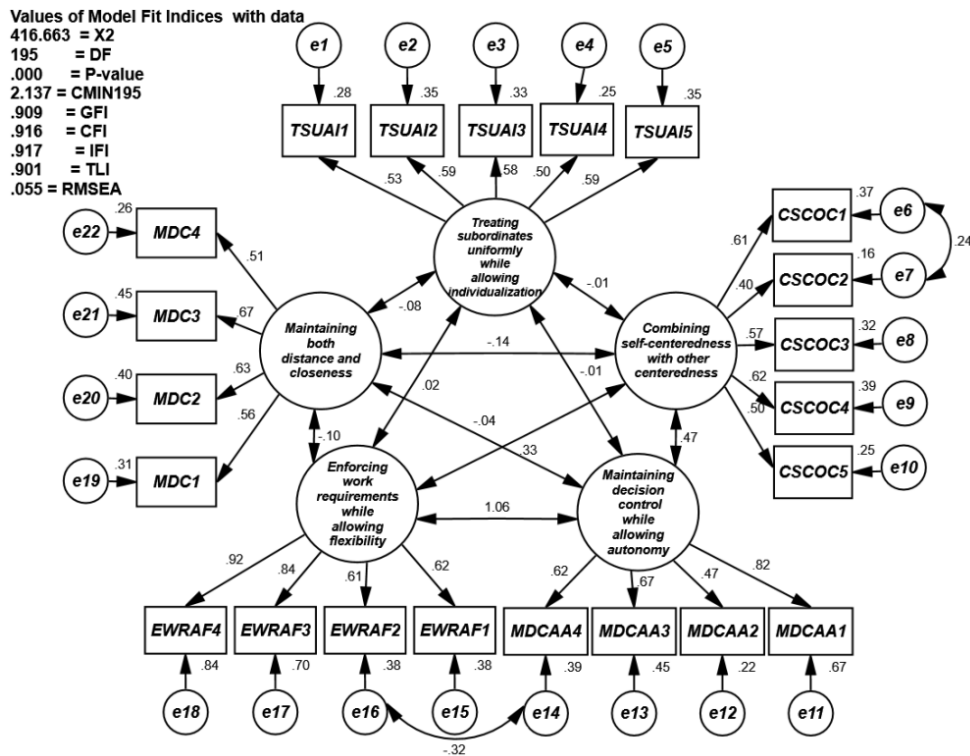 Values of Model Fit Indices with data
416.663 = X2
195 = DF
.000 = P-value
2.137 = CMIN195
.909 = GFI
.916 = CFI
.917 = IFI
.901 = TLI
.055 = RMSEA
e1
e2
e3
e4
e5
.28
.35
.33
.25
.35
TSUAI1
TSUAI2
TSUAI3
TSUAI4
TSUAI5
.53
.59
.58
.50
.59
Treating
subordinates
uniformly
while
allowing
individualization
e22
.26
MDC4
.51
e21
.45
MDC3
.67
e20
.40
MDC2
.63
e19
.31
MDC1
.56
Maintaining
both
distance and
closeness
CSCOC1
.37
e6
.61
.24
CSCOC2
.16
e7
.40
CSCOC3
.32
e8
.57
CSCOC4
.39
e9
.62
CSCOC5
.25
e10
.50
Combining
self-centeredness
with other
centeredness
-.08
-.01
-.14
.02
-.01
-.04
.33
-.10
.47
1.06
Enforcing
work
requirements
while
allowing
flexibility
Maintaining
decision
control
while
allowing
autonomy
.92
.84
.61
.62
.62
.67
.47
.82
EWRAF4
EWRAF3
EWRAF2
EWRAF1
MDCAA4
MDCAA3
MDCAA2
MDCAA1
.84
.70
.38
.38
.39
.45
.22
.67
e18
e17
e16
e15
e14
e13
e12
e11
-.32